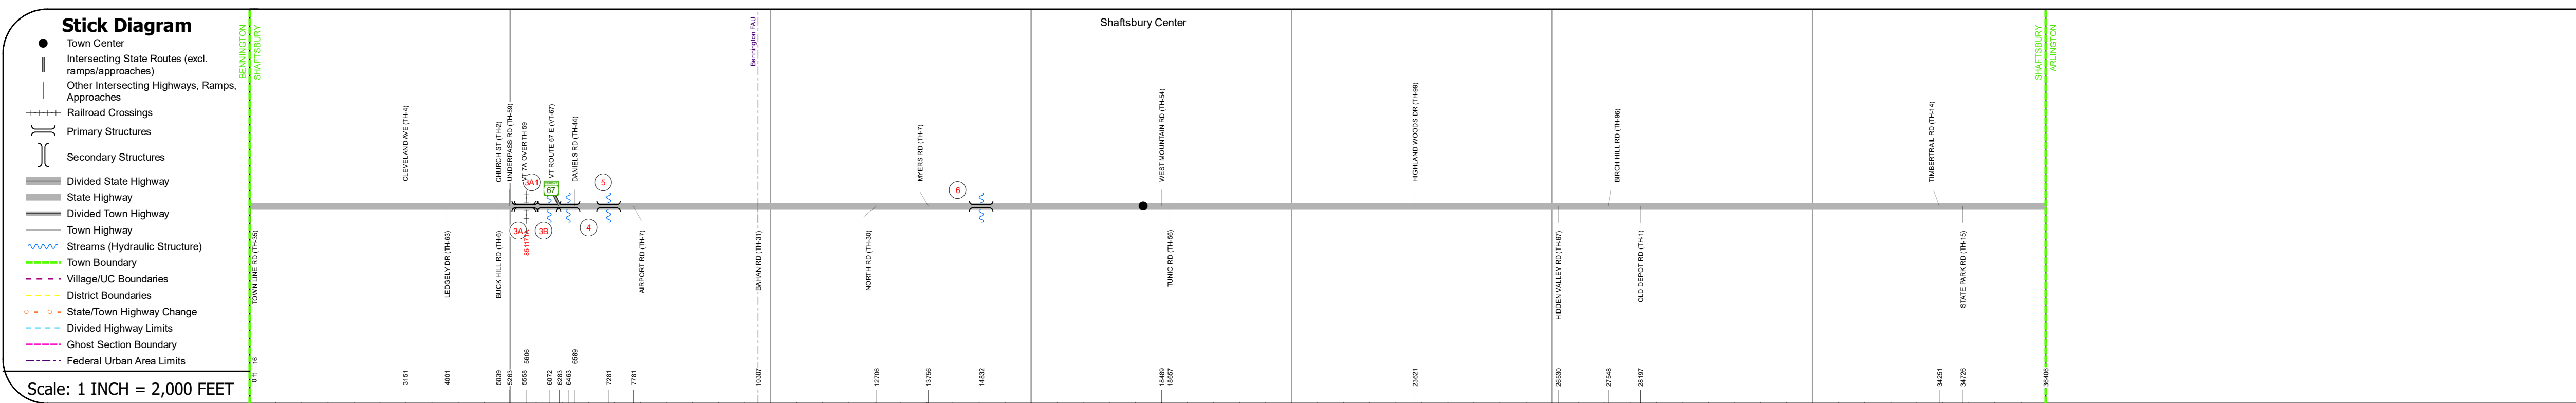 Stick Diagram
Town Center
Intersecting State Routes (excl.
ramps/approaches)
Other Intersecting Highways, Ramps,
Approaches
Railroad Crossings
Primary Structures
Secondary Structures
Divided State Highway
State Highway
Divided Town Highway
Town Highway
Streams (Hydraulic Structure)
Town Boundary
Village/UC Boundaries
District Boundaries
State/Town Highway Change
Divided Highway Limits
Ghost Section Boundary
Federal Urban Area Limits
Scale: 1 INCH = 2,000 FEET
BENNINGTON
SHAFTSBURY
Bennington FAU
Shaftsbury Center
SHAFTSBURY
ARLINGTON
CLEVELAND AVE (TH-4)
CHURCH ST (TH-2)
UNDERPASS RD (TH-59)
VT 7A OVER TH 59
VT ROUTE 67 E (VT-67)
DANIELS RD (TH-44)
MYERS RD (TH-7)
WEST MOUNTAIN RD (TH-54)
HIGHLAND WOODS DR (TH-99)
BIRCH HILL RD (TH-96)
TIMBERTRAIL RD (TH-14)
3A1
67
5
6
3A
3B
4
851171A
TOWN LINE RD (TH-35)
LEDGELY DR (TH-63)
BUCK HILL RD (TH-6)
AIRPORT RD (TH-7)
BAHAN RD (TH-31)
NORTH RD (TH-30)
TUNIC RD (TH-56)
HIDDEN VALLEY RD (TH-67)
OLD DEPOT RD (TH-1)
STATE PARK RD (TH-15)
0 ft
16
3151
4001
5039
5263
5558
5606
6072
6283
6463
6589
7281
7781
10307
12706
13756
14832
18489
18657
23621
26530
27548
28197
34251
34726
36406